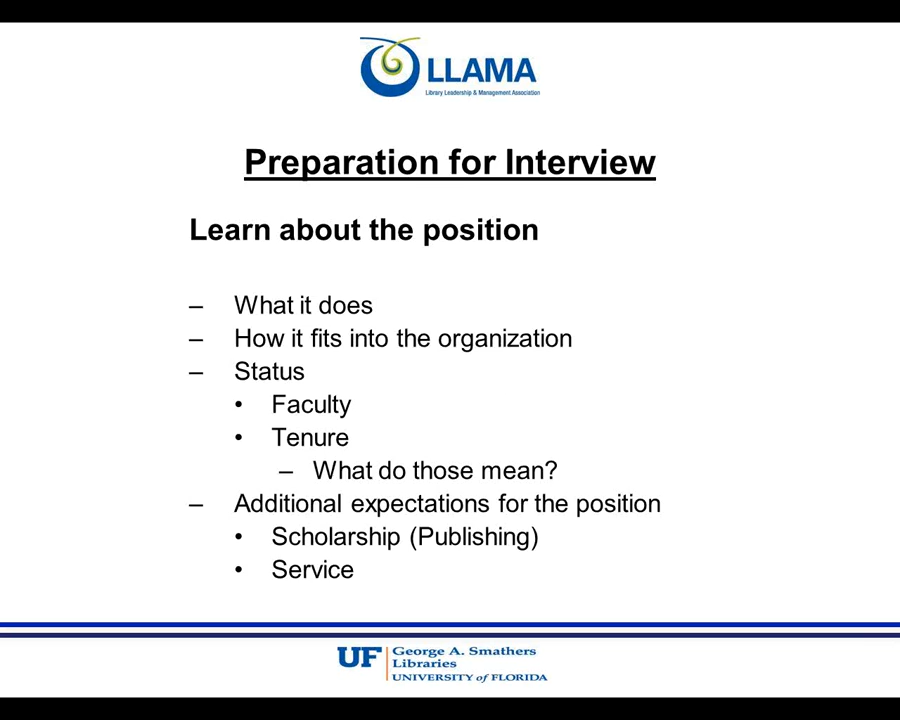 LLAMA
Library Leadership & Management Association
Preparation for Interview
Learn about the position
– What it does
– How it fits into the organization
– Status
• Faculty
• Tenure
– What do those mean?
– Additional expectations for the position
• Scholarship (Publishing)
• Service
UF George A. Smathers
Libraries
UNIVERSITY of FLORIDA